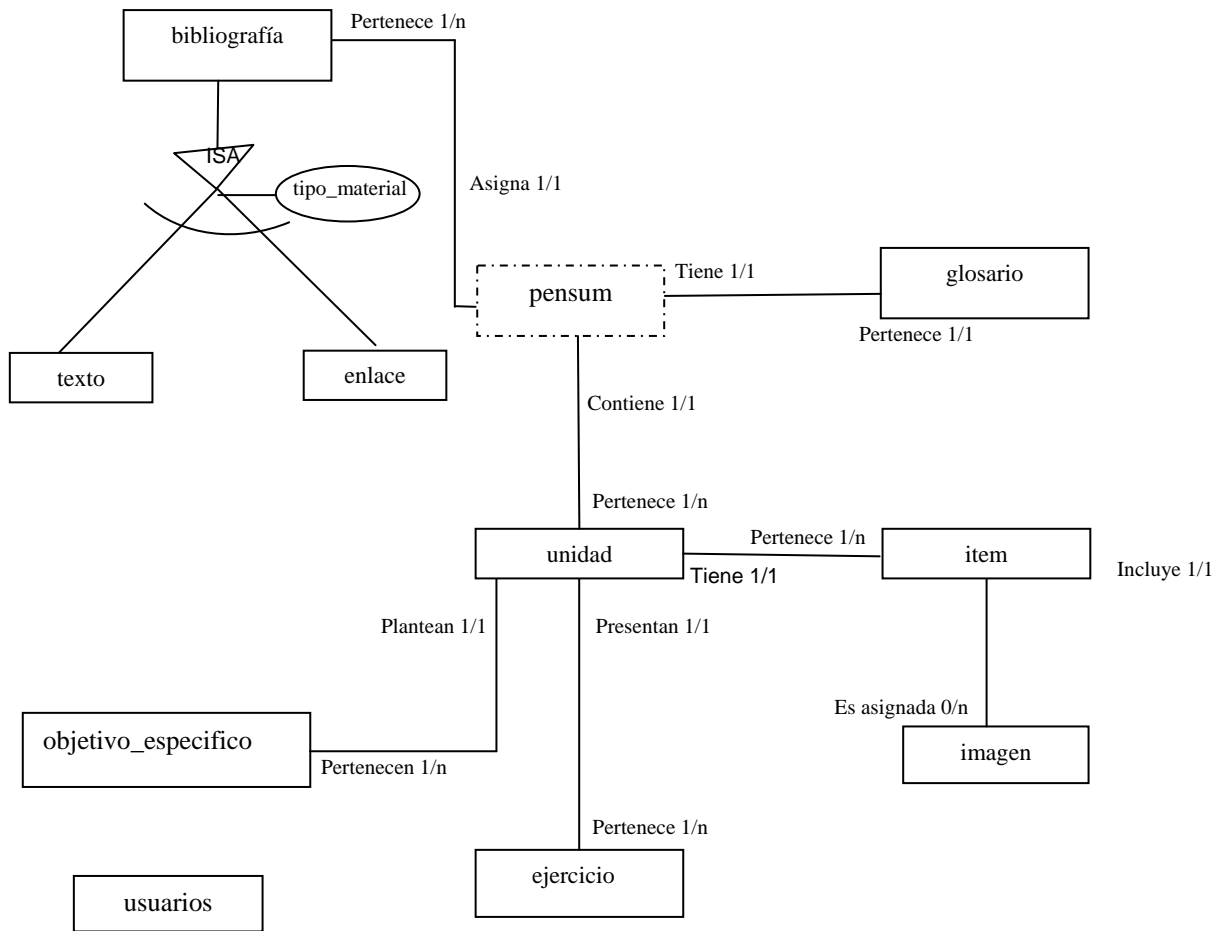 Pertenece 1/n
bibliografía
ISA
tipo_material
Asigna 1/1
Tiene 1/1
glosario
pensum
Pertenece 1/1
texto
enlace
Contiene 1/1
Pertenece 1/n
unidad
Pertenece 1/n
item
Tiene 1/1
Incluye 1/1
Plantean 1/1
Presentan 1/1
Es asignada 0/n
objetivo_especifico
imagen
Pertenecen 1/n
Pertenece 1/n
ejercicio
usuarios